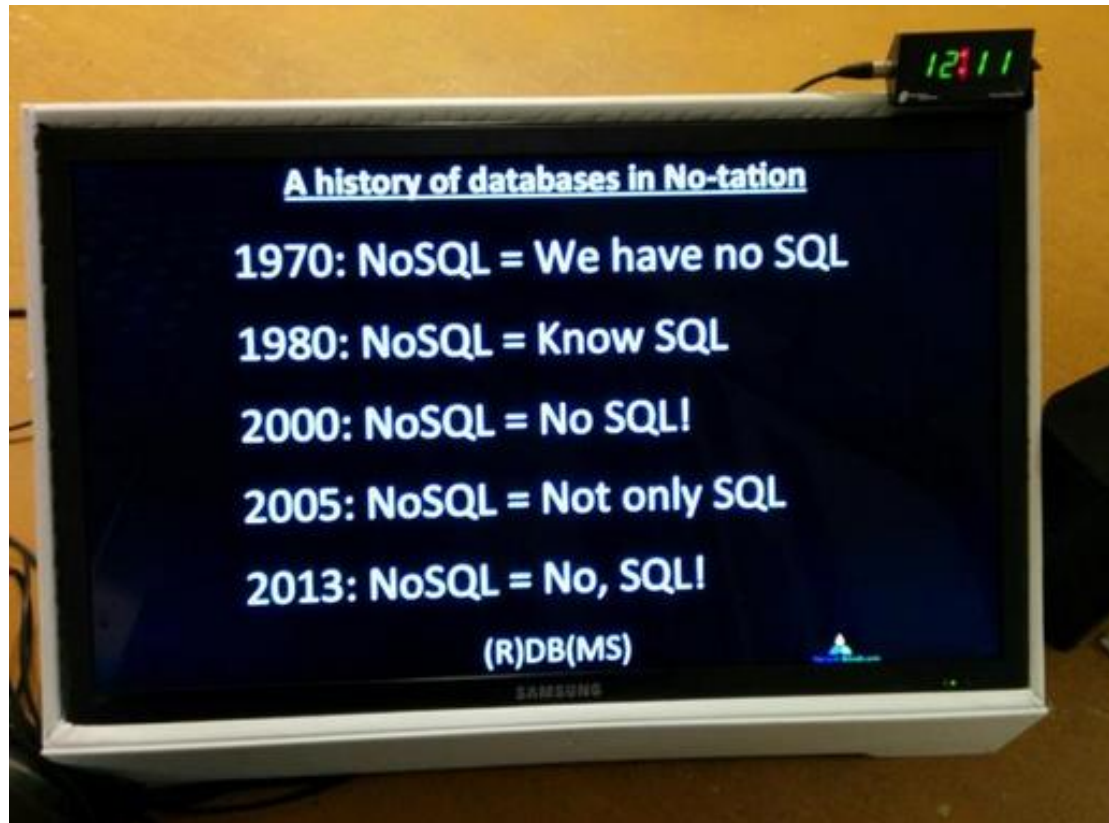 12:11
A history of databases in No-tation
1970: NoSQL = We have no SQL
1980: NoSQL = Know SQL
2000: NoSQL = No SQL!
2005: NoSQL = Not only SQL
2013: NoSQL = No, SQL!
(R)DB(MS)
SAMSUNG